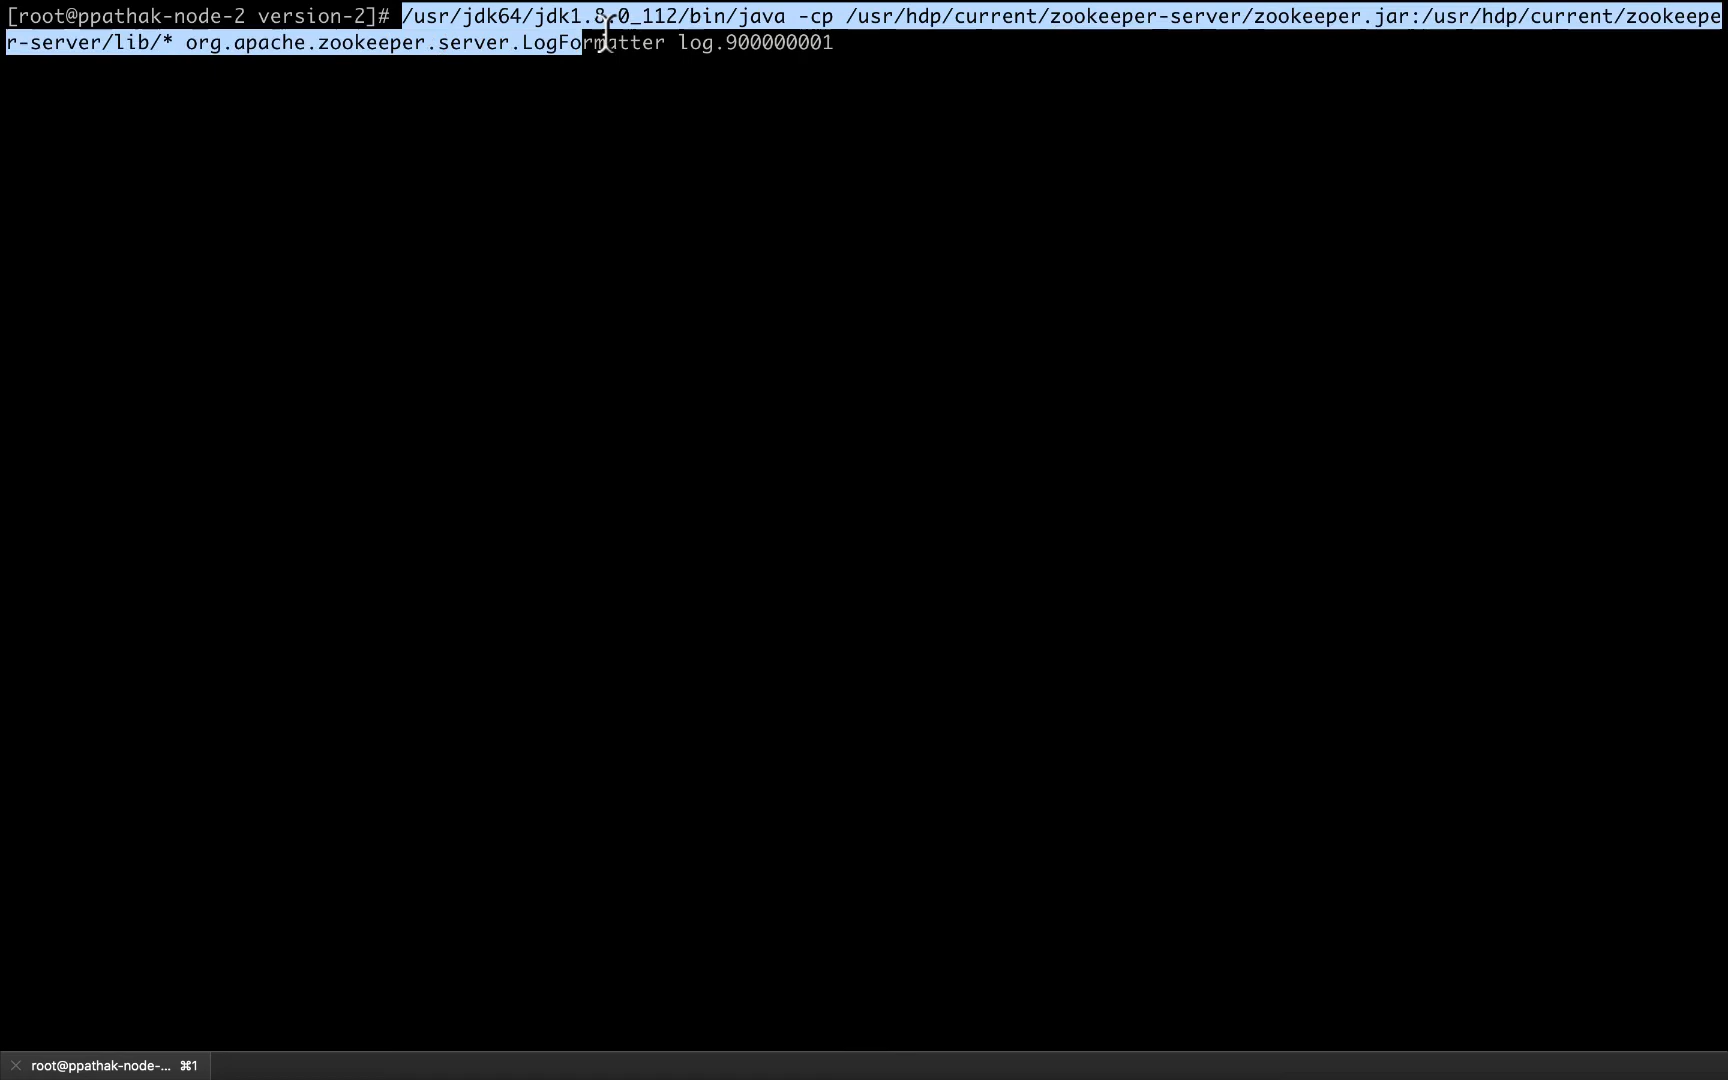 [root@ppathak-node-2 version-2]# /usr/jdk64/jdk1.8.0_112/bin/java -cp /usr/hdp/current/zookeeper-server/zookeeper.jar:/usr/hdp/current/zookeepe
r-server/lib/* org.apache.zookeeper.server.LogFormatter log.900000001
root@ppathak-node-... ⌘1